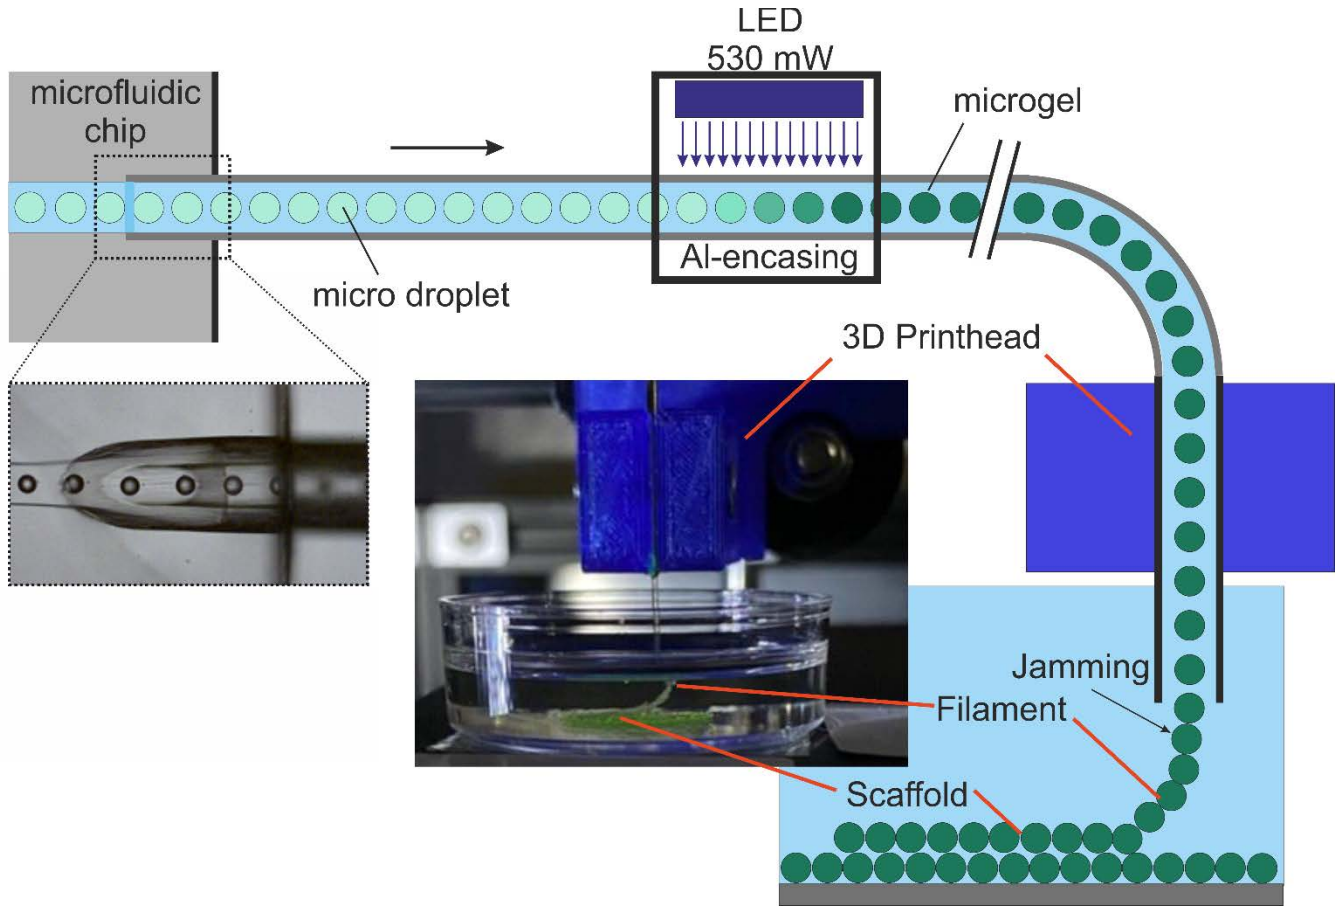 LED
530 mW
microfluidic
chip
microgel
Al-encasing
micro droplet
3D Printhead
Jamming
Filament
Scaffold